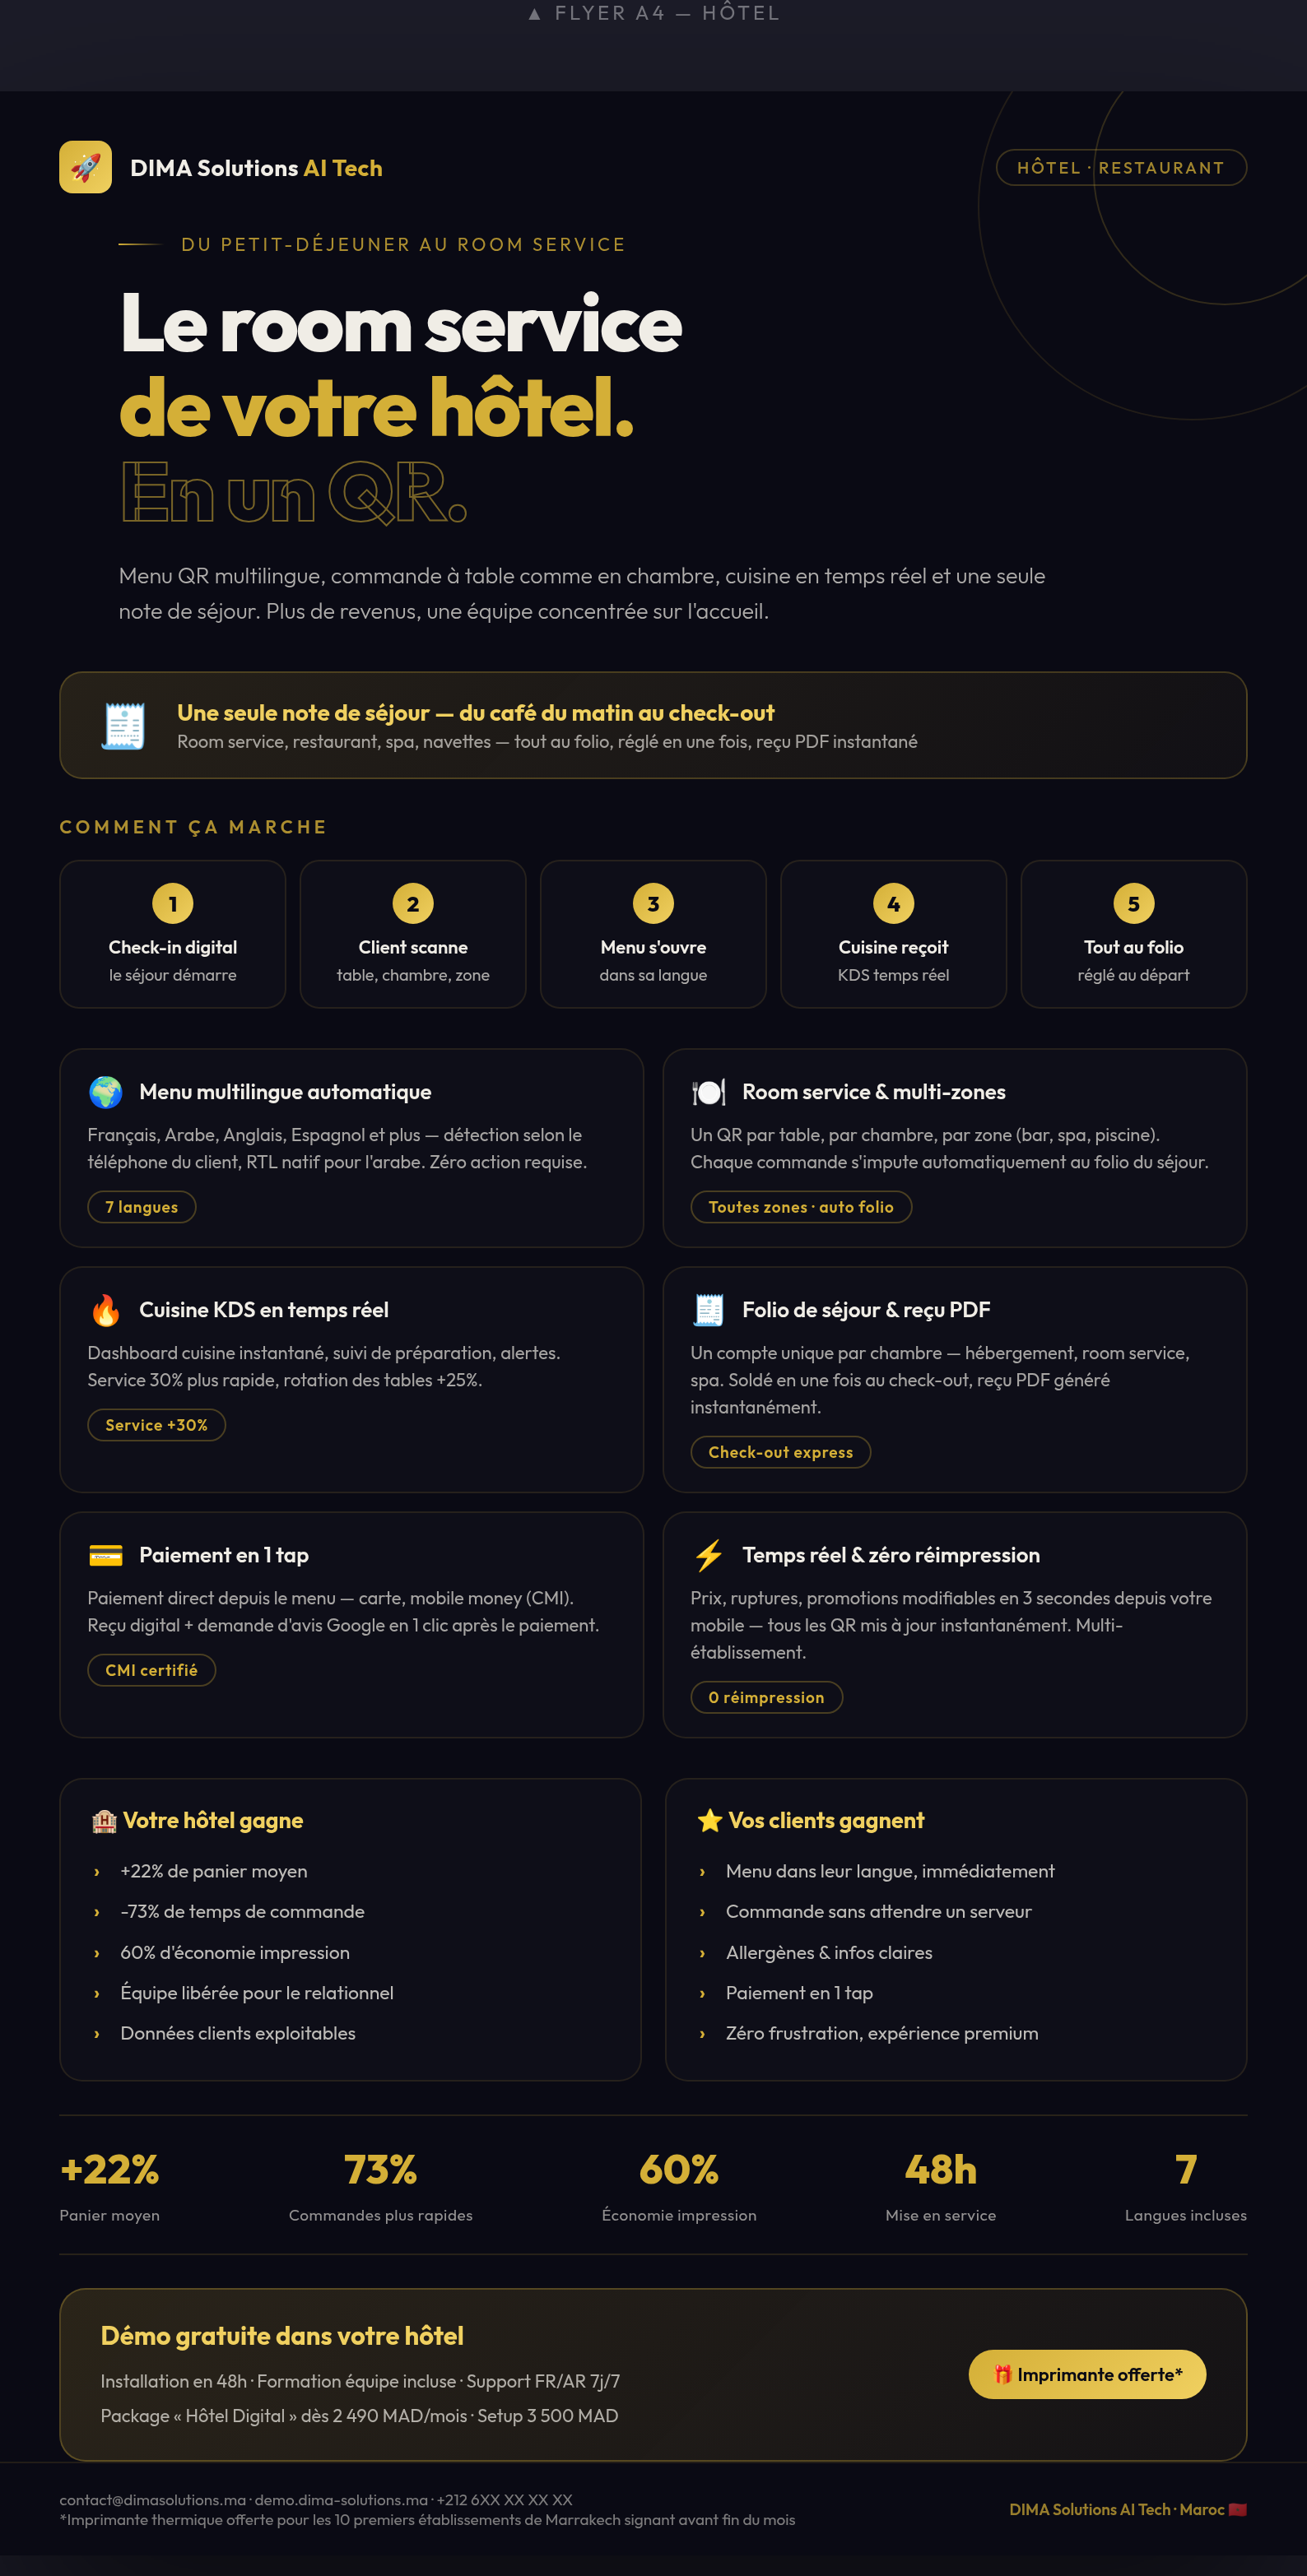 ▲ FLYER A4 — HÔTEL
🚀 DIMA Solutions AI Tech
HÔTEL · RESTAURANT
DU PETIT-DÉJEUNER AU ROOM SERVICE
Le room service
de votre hôtel.
En un QR.
Menu QR multilingue, commande à table comme en chambre, cuisine en temps réel et une seule
note de séjour. Plus de revenus, une équipe concentrée sur l'accueil.
🧾 Une seule note de séjour — du café du matin au check-out
Room service, restaurant, spa, navettes — tout au folio, réglé en une fois, reçu PDF instantané
COMMENT ÇA MARCHE
1
Check-in digital
le séjour démarre
2
Client scanne
table, chambre, zone
3
Menu s'ouvre
dans sa langue
4
Cuisine reçoit
KDS temps réel
5
Tout au folio
réglé au départ
🌍 Menu multilingue automatique
Français, Arabe, Anglais, Espagnol et plus — détection selon le
téléphone du client, RTL natif pour l'arabe. Zéro action requise.
7 langues
🍽️ Room service & multi-zones
Un QR par table, par chambre, par zone (bar, spa, piscine).
Chaque commande s'impute automatiquement au folio du séjour.
Toutes zones · auto folio
🔥 Cuisine KDS en temps réel
Dashboard cuisine instantané, suivi de préparation, alertes.
Service 30% plus rapide, rotation des tables +25%.
Service +30%
🧾 Folio de séjour & reçu PDF
Un compte unique par chambre — hébergement, room service,
spa. Soldé en une fois au check-out, reçu PDF généré
instantanément.
Check-out express
💳 Paiement en 1 tap
Paiement direct depuis le menu — carte, mobile money (CMI).
Reçu digital + demande d'avis Google en 1 clic après le paiement.
CMI certifié
⚡ Temps réel & zéro réimpression
Prix, ruptures, promotions modifiables en 3 secondes depuis votre
mobile — tous les QR mis à jour instantanément. Multi-
établissement.
0 réimpression
🏨 Votre hôtel gagne
› +22% de panier moyen
› -73% de temps de commande
› 60% d'économie impression
› Équipe libérée pour le relationnel
› Données clients exploitables
⭐ Vos clients gagnent
› Menu dans leur langue, immédiatement
› Commande sans attendre un serveur
› Allergènes & infos claires
› Paiement en 1 tap
› Zéro frustration, expérience premium
+22%
Panier moyen
73%
Commandes plus rapides
60%
Économie impression
48h
Mise en service
7
Langues incluses
Démo gratuite dans votre hôtel
Installation en 48h · Formation équipe incluse · Support FR/AR 7j/7
Package « Hôtel Digital » dès 2 490 MAD/mois · Setup 3 500 MAD
🎁 Imprimante offerte*
contact@dimasolutions.ma · demo.dima-solutions.ma · +212 6XX XX XX XX
*Imprimante thermique offerte pour les 10 premiers établissements de Marrakech signant avant fin du mois
DIMA Solutions AI Tech · Maroc 🇲🇦